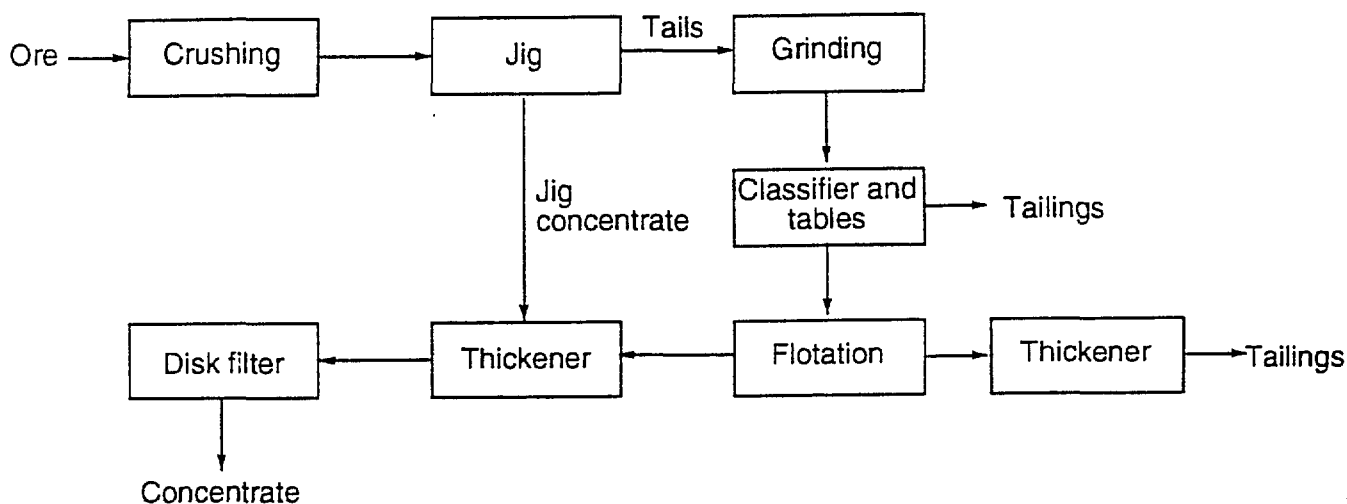 Ore
Crushing
Jig
Tails
Grinding
Jig
concentrate
Classifier and
tables
Tailings
Disk filter
Thickener
Flotation
Thickener
Tailings
Concentrate